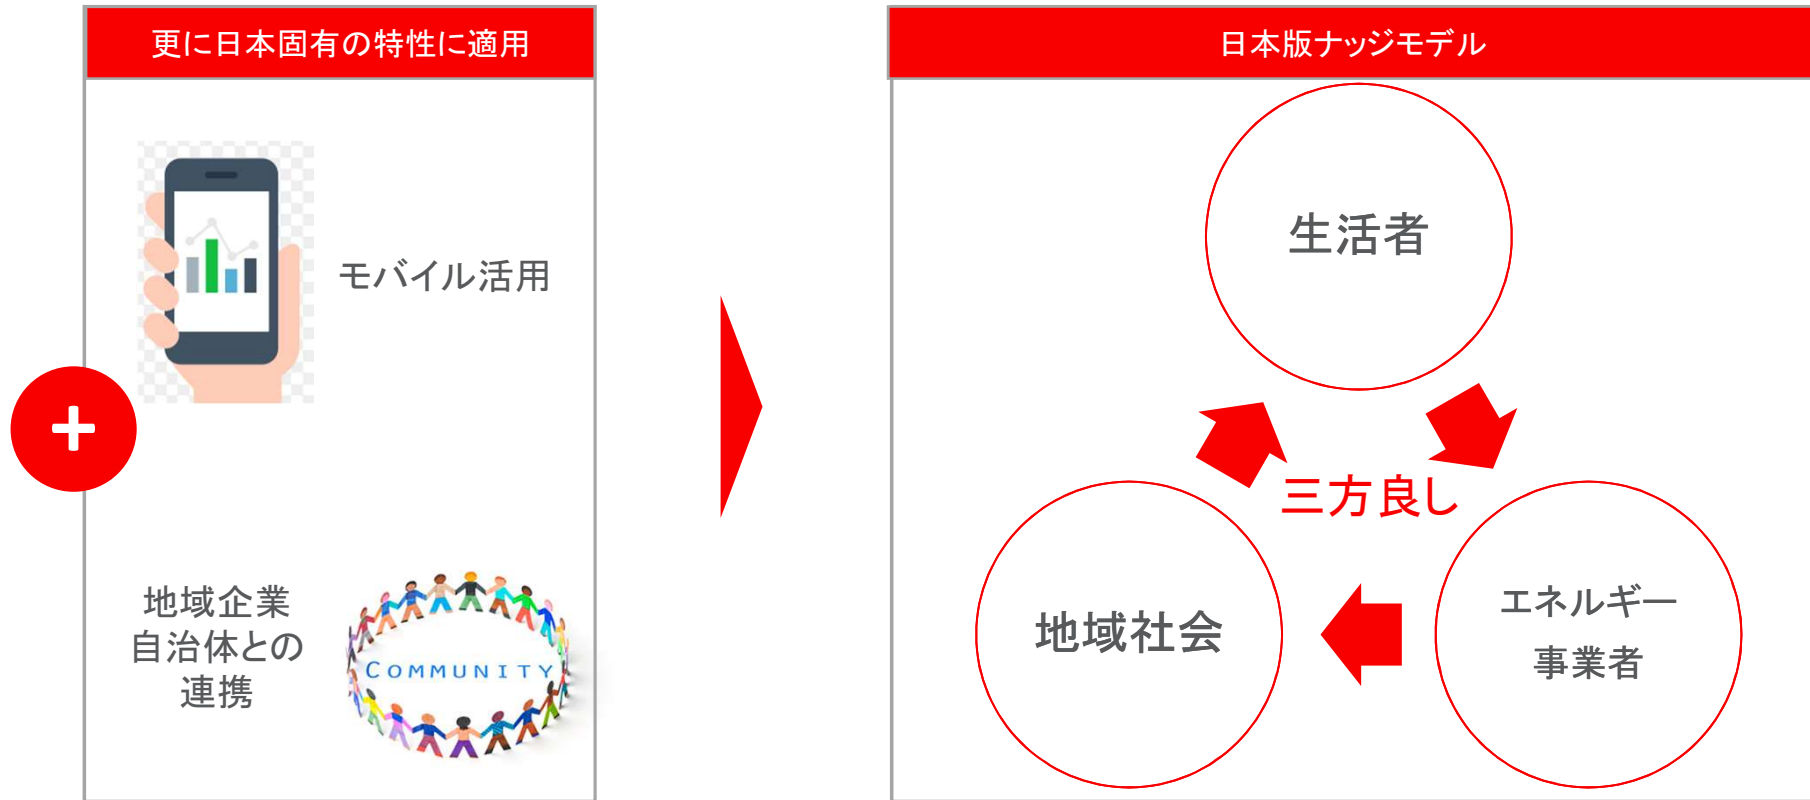 更に日本固有の特性に適用
モバイル活用
+
地域企業
自治体との
連携
COMMUNITY
日本版ナッジモデル
生活者
三方良し
地域社会
エネルギー
事業者